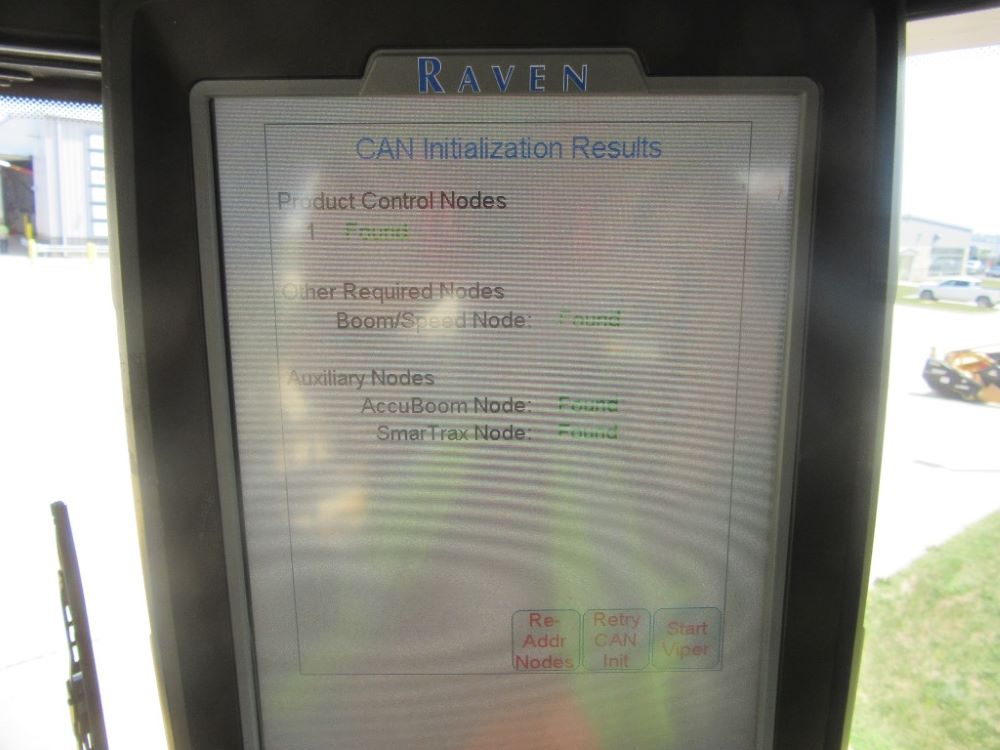 RAVEN
CAN Initialization Results
Product Control Nodes
1 Found
Other Required Nodes
Boom/Speed Node: Found
Auxiliary Nodes
AccuBoom Node: Found
SmarTrax Node: Found
Re-
Addr
Nodes
Retry
CAN
Init
Start
Viper